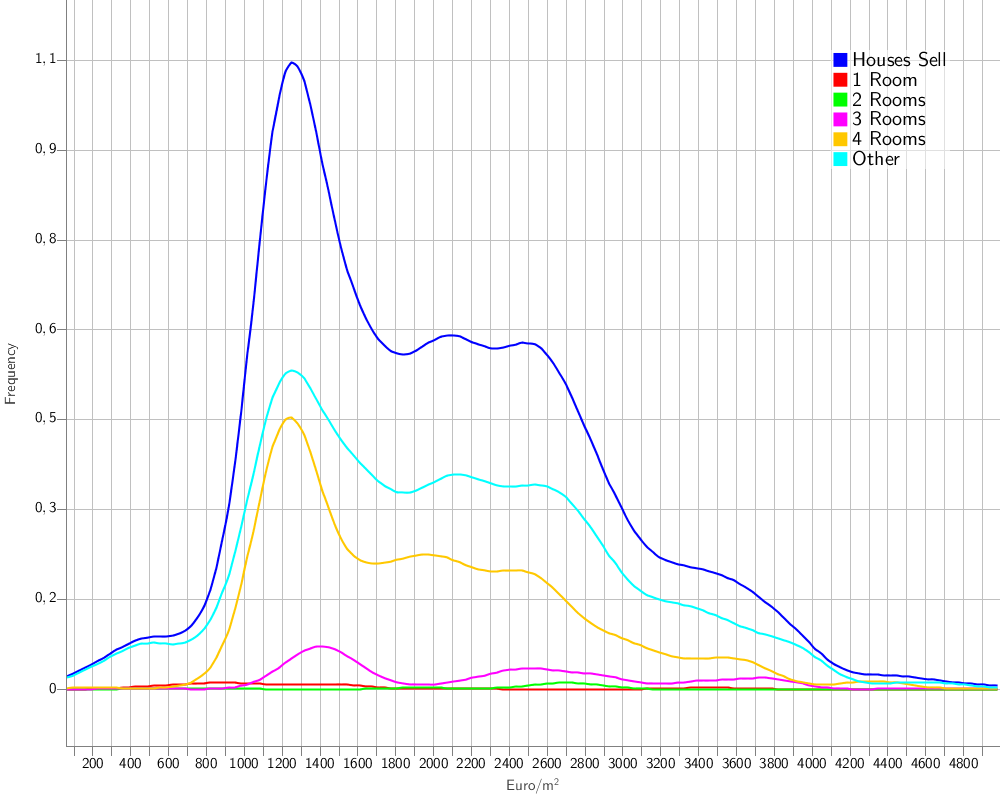 Houses Sell
1 Room
2 Rooms
3 Rooms
4 Rooms
Other
1, 1
0, 9
0, 8
0, 6
0, 5
0, 3
0, 2
0
Frequency
200 400 600 800 1000 1200 1400 1600 1800 2000 2200 2400 2600 2800 3000 3200 3400 3600 3800 4000 4200 4400 4600 4800
Euro/m²